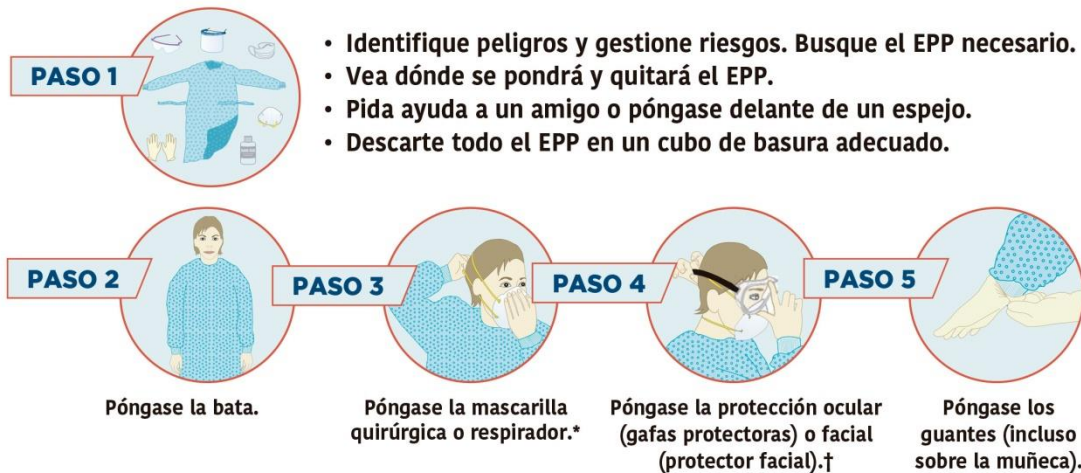 PASO 1
• Identifique peligros y gestione riesgos. Busque el EPP necesario.
• Vea dónde se pondrá y quitará el EPP.
• Pida ayuda a un amigo o póngase delante de un espejo.
• Descarte todo el EPP en un cubo de basura adecuado.
PASO 2
Póngase la bata.
PASO 3
Póngase la mascarilla
quirúrgica o respirador.*
PASO 4
Póngase la protección ocular
(gafas protectoras) o facial
(protector facial).†
PASO 5
Póngase los
guantes (incluso
sobre la muñeca).